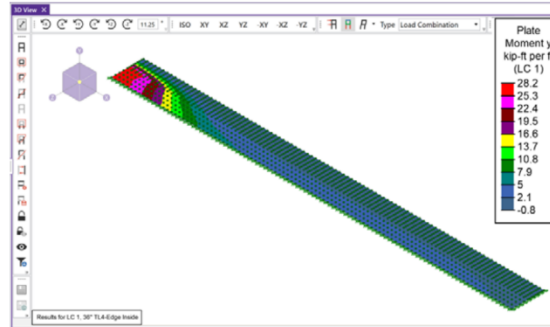 3D View ×
11.25 ° ISO XY XZ YZ -XY -XZ -YZ Type Load Combination
Plate
Moment y
kip-ft per f
(LC 1)
28.2
25.3
22.4
19.5
16.6
13.7
10.8
7.9
5
2.1
-0.8
Results for LC 1, 36" TL4-Edge Inside